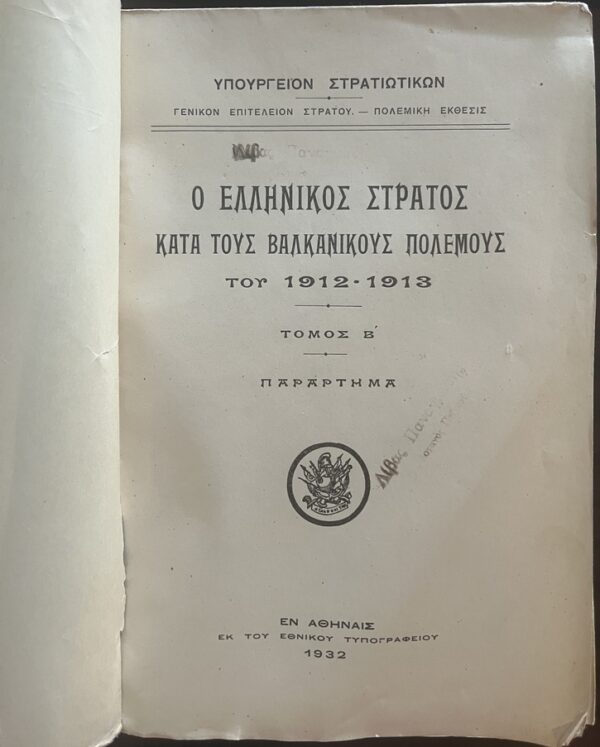 ΥΠΟΥΡΓΕΙΟΝ ΣΤΡΑΤΙΩΤΙΚΩΝ
ΓΕΝΙΚΟΝ ΕΠΙΤΕΛΕΙΟΝ ΣΤΡΑΤΟΥ. — ΠΟΛΕΜΙΚΗ ΕΚΘΕΣΙΣ
Ο ΕΛΛΗΝΙΚΟΣ ΣΤΡΑΤΟΣ
ΚΑΤΑ ΤΟΥΣ ΒΑΛΚΑΝΙΚΟΥΣ ΠΟΛΕΜΟΥΣ
ΤΟΥ 1912-1913
ΤΟΜΟΣ Β΄
ΠΑΡΑΡΤΗΜΑ
Λίβας
ΕΝ ΑΘΗΝΑΙΣ
ΕΚ ΤΟΥ ΕΘΝΙΚΟΥ ΤΥΠΟΓΡΑΦΕΙΟΥ
1932